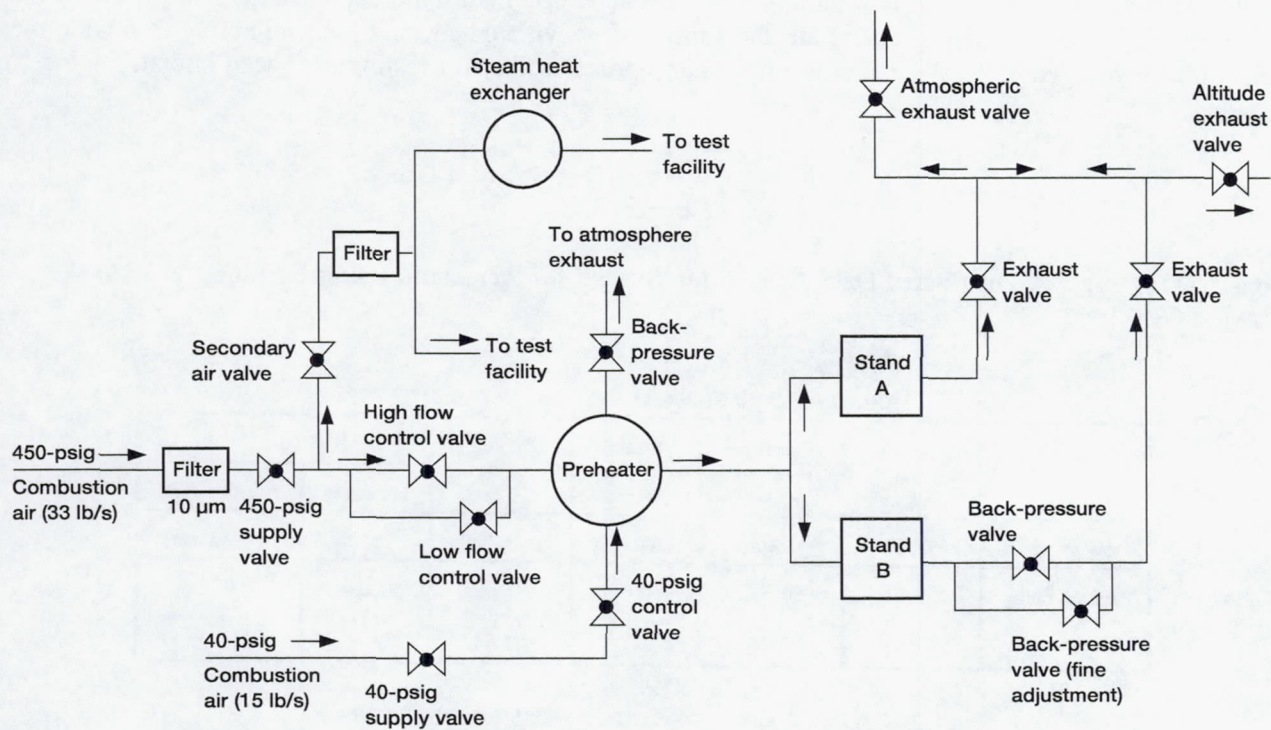 Steam heat
exchanger
To test
facility
Atmospheric
exhaust valve
Altitude
exhaust
valve
Filter
To atmosphere
exhaust
Exhaust
valve
Exhaust
valve
Secondary
air valve
To test
facility
Back-
pressure
valve
Stand
A
High flow
control valve
450-psig
Combustion
air (33 lb/s)
Filter
10 µm
450-psig
supply
valve
Preheater
Low flow
control valve
Stand
B
Back-pressure
valve
40-psig
control
valve
Back-pressure
valve (fine
adjustment)
40-psig
Combustion
air (15 lb/s)
40-psig
supply valve